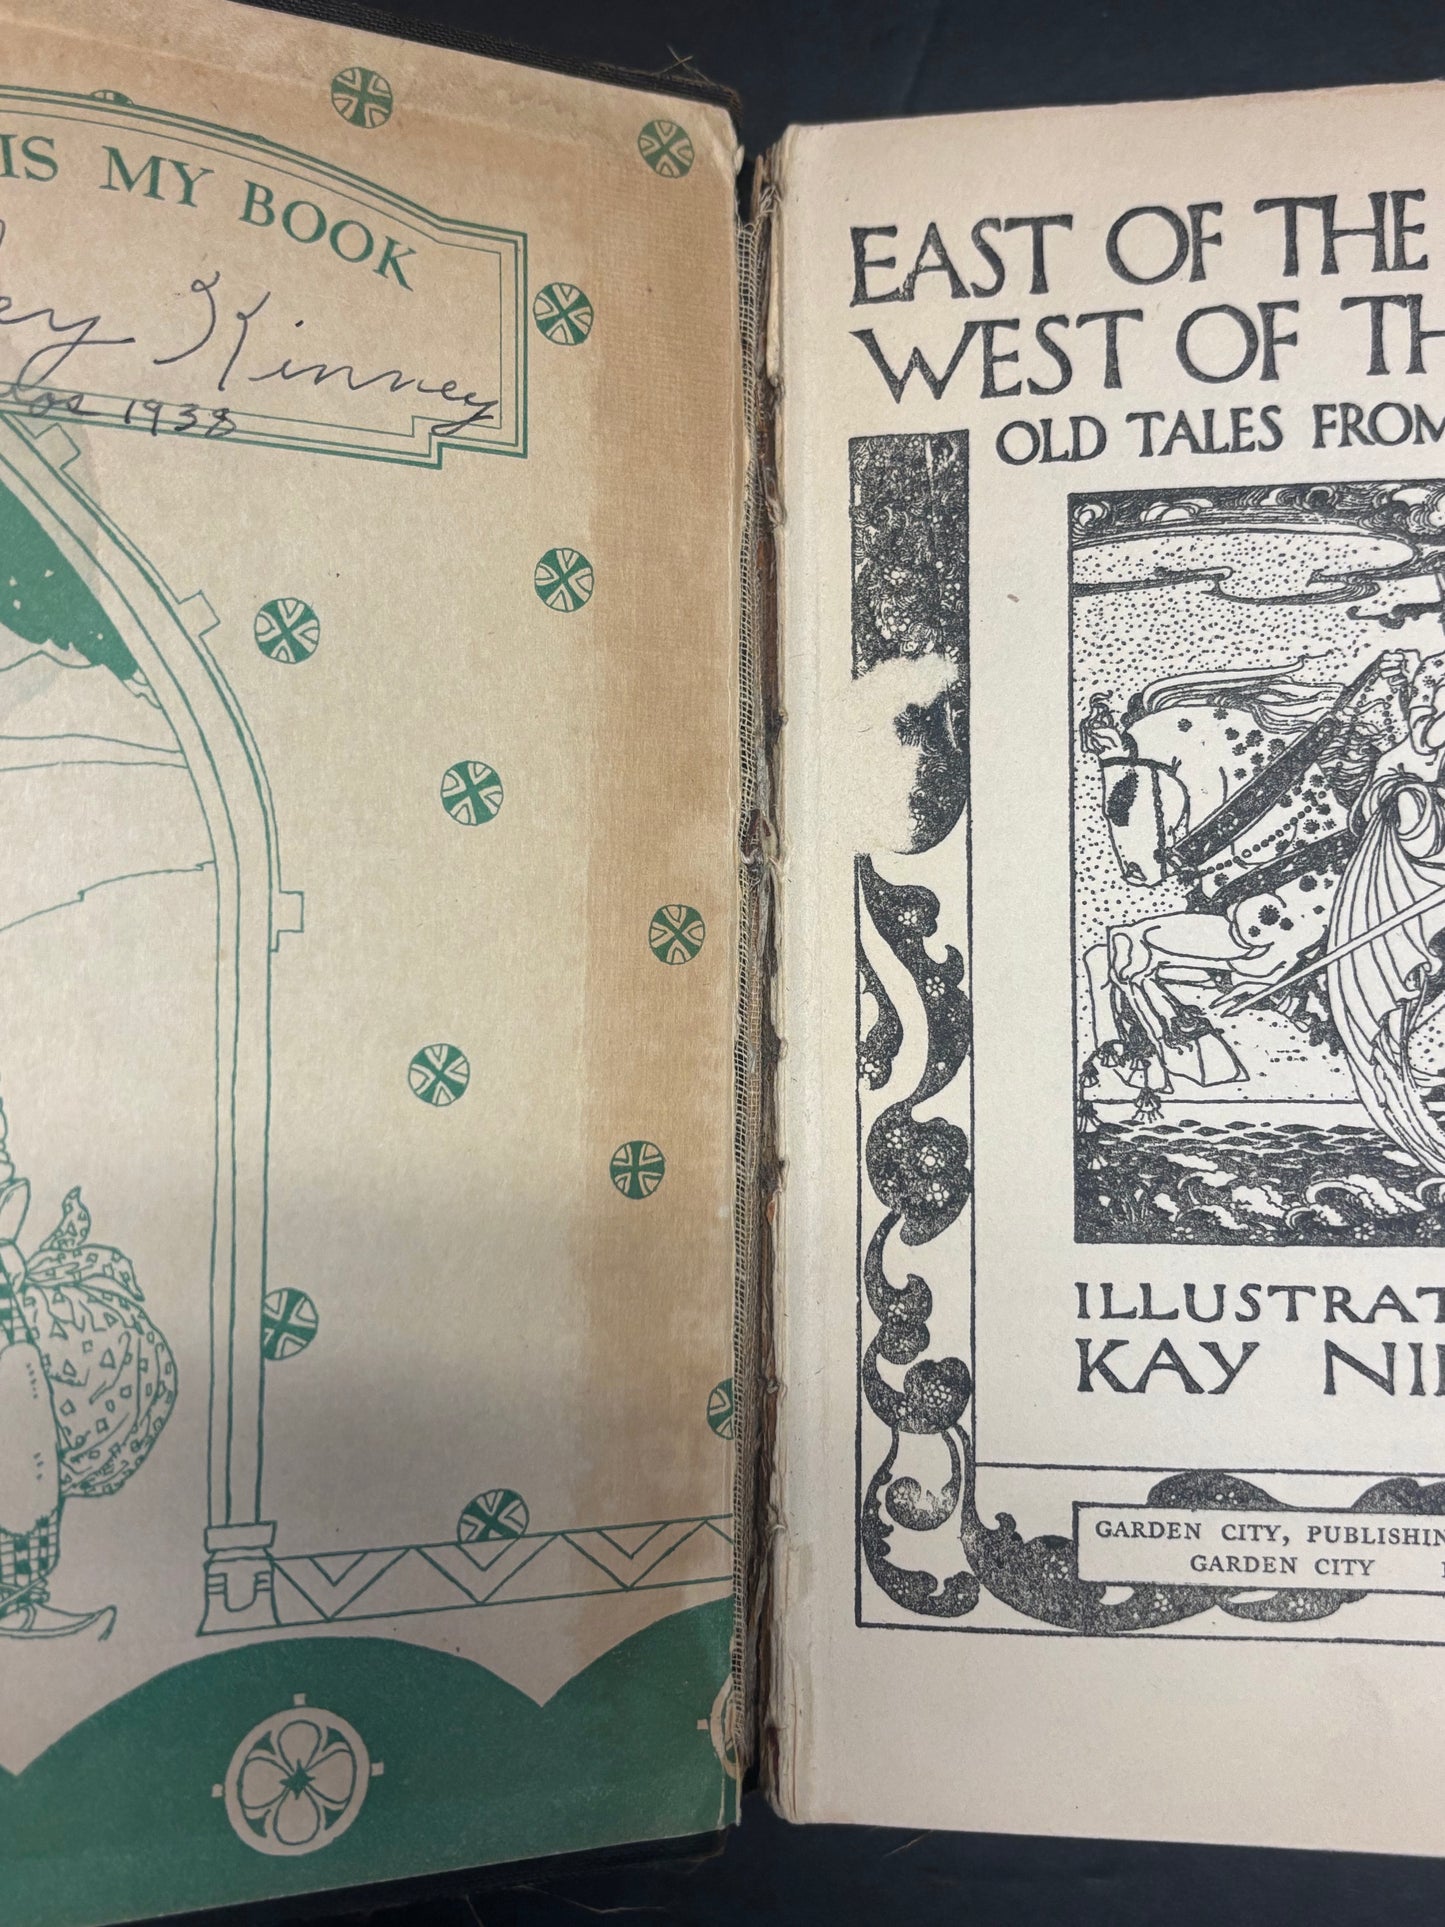 IS MY BOOK
ey Kinney
1938
EAST OF THE
WEST OF TH
OLD TALES FROM
ILLUSTRAT
KAY NI
GARDEN CITY, PUBLISHIN
GARDEN CITY